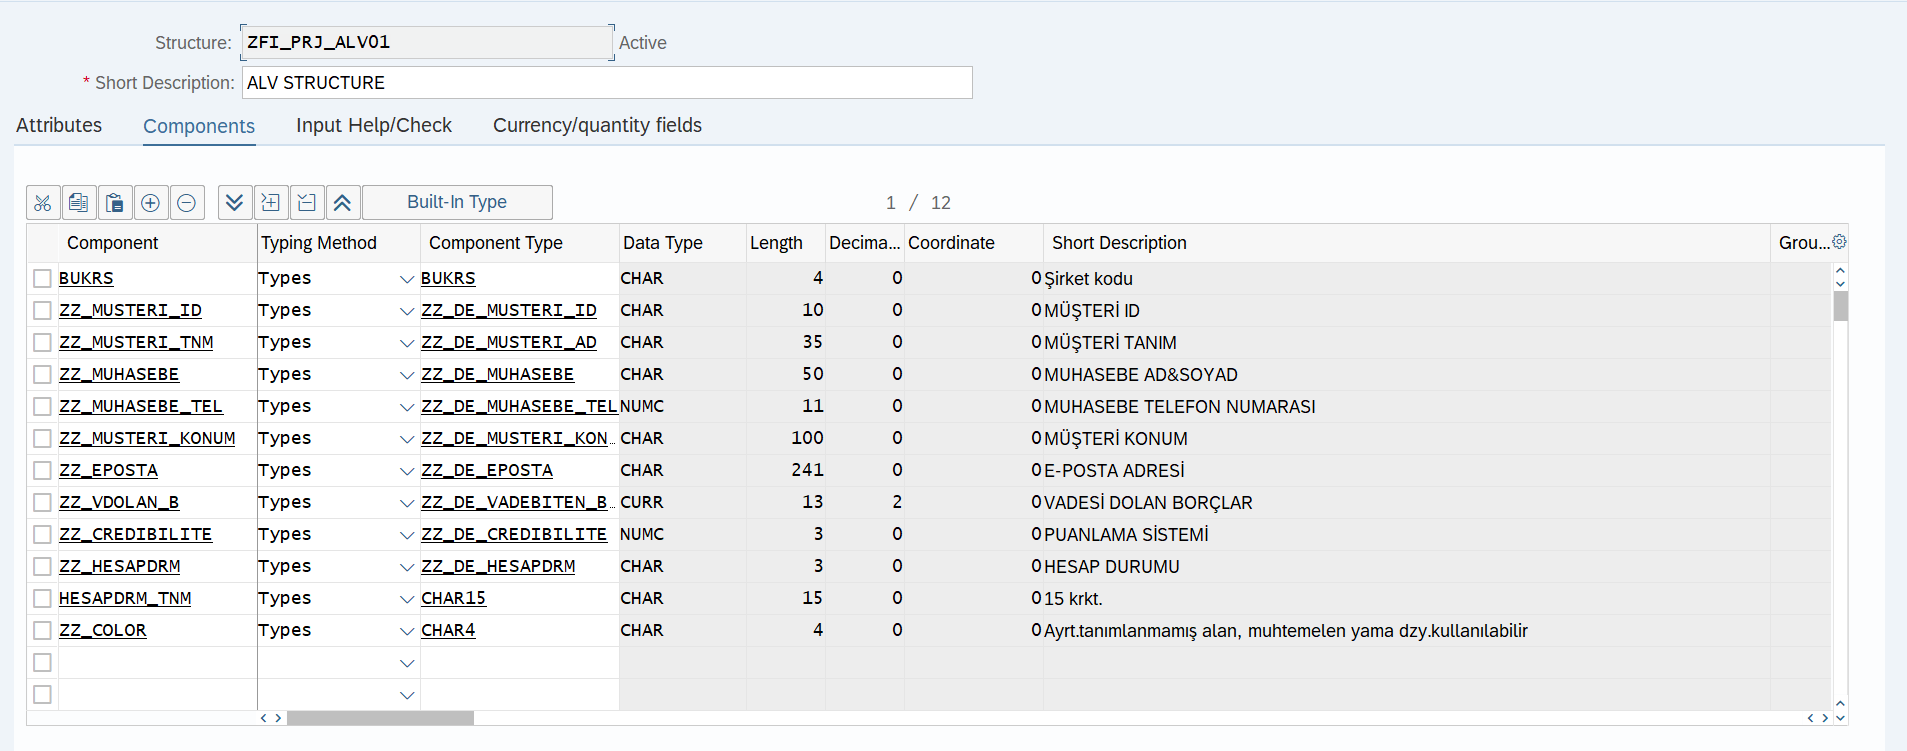 Structure: ZFI_PRJ_ALV01 Active
* Short Description: ALV STRUCTURE
Attributes Components Input Help/Check Currency/quantity fields
Built-In Type 1 / 12
Component Typing Method Component Type Data Type Length Decima... Coordinate Short Description Grou...
BUKRS Types BUKRS CHAR 4 0 0 Şirket kodu
ZZ_MUSTERI_ID Types ZZ_DE_MUSTERI_ID CHAR 10 0 0 MÜŞTERİ ID
ZZ_MUSTERI_TNM Types ZZ_DE_MUSTERI_AD CHAR 35 0 0 MÜŞTERİ TANIM
ZZ_MUHASEBE Types ZZ_DE_MUHASEBE CHAR 50 0 0 MUHASEBE AD&SOYAD
ZZ_MUHASEBE_TEL Types ZZ_DE_MUHASEBE_TEL NUMC 11 0 0 MUHASEBE TELEFON NUMARASI
ZZ_MUSTERI_KONUM Types ZZ_DE_MUSTERI_KON.. CHAR 100 0 0 MÜŞTERİ KONUM
ZZ_EPOSTA Types ZZ_DE_EPOSTA CHAR 241 0 0 E-POSTA ADRESİ
ZZ_VDOLAN_B Types ZZ_DE_VADEBITEN_B.. CURR 13 2 0 VADESİ DOLAN BORÇLAR
ZZ_CREDIBILITE Types ZZ_DE_CREDIBILITE NUMC 3 0 0 PUANLAMA SİSTEMİ
ZZ_HESAPDRM Types ZZ_DE_HESAPDRM CHAR 3 0 0 HESAP DURUMU
HESAPDRM_TNM Types CHAR15 CHAR 15 0 0 15 krkt.
ZZ_COLOR Types CHAR4 CHAR 4 0 0 Ayrt.tanımlanmamış alan, muhtemelen yama dzy.kullanılabilir